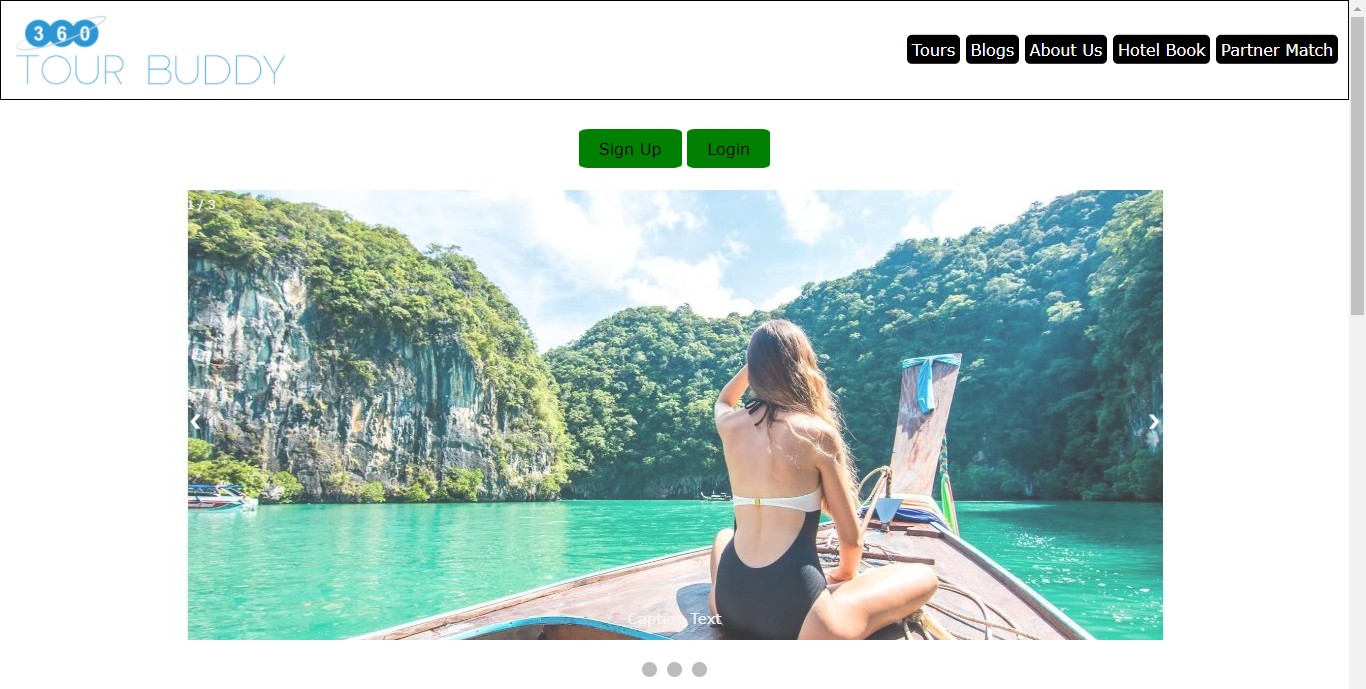 360
TOUR BUDDY
Tours Blogs About Us Hotel Book Partner Match
Sign Up Login
1 / 3
❮ ❯
Caption Text